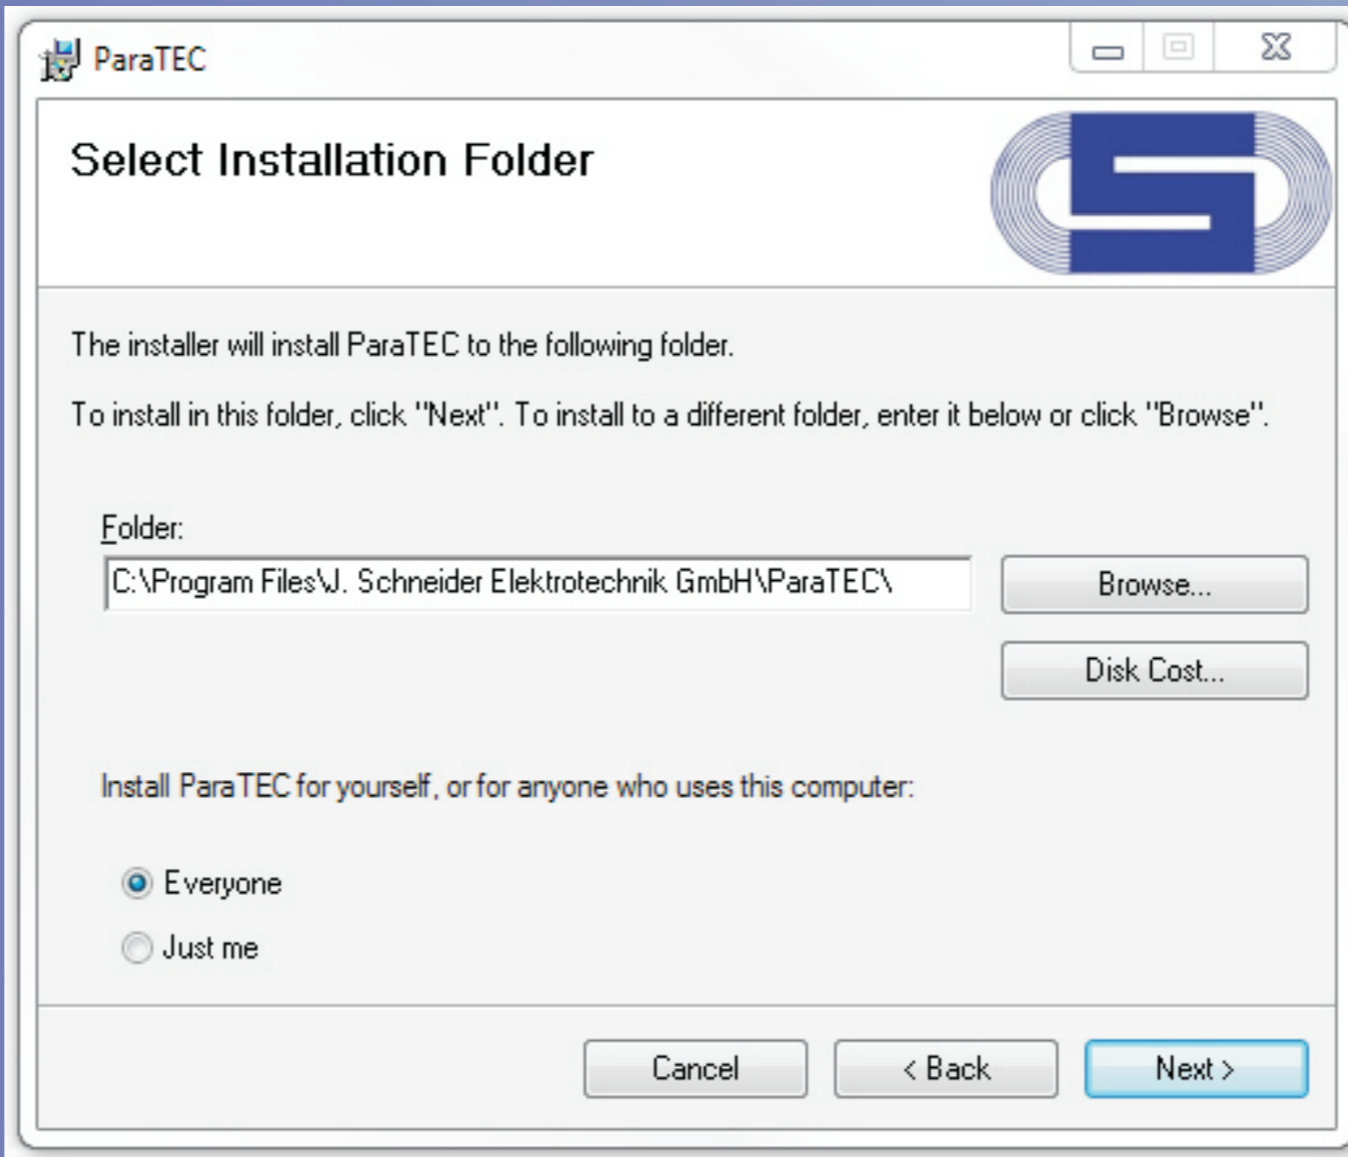 ParaTEC
Select Installation Folder
The installer will install ParaTEC to the following folder.
To install in this folder, click "Next". To install to a different folder, enter it below or click "Browse".
Folder:
C:\Program Files\J. Schneider Elektrotechnik GmbH\ParaTEC\
Browse...
Disk Cost...
Install ParaTEC for yourself, or for anyone who uses this computer:
Everyone
Just me
Cancel
< Back
Next >